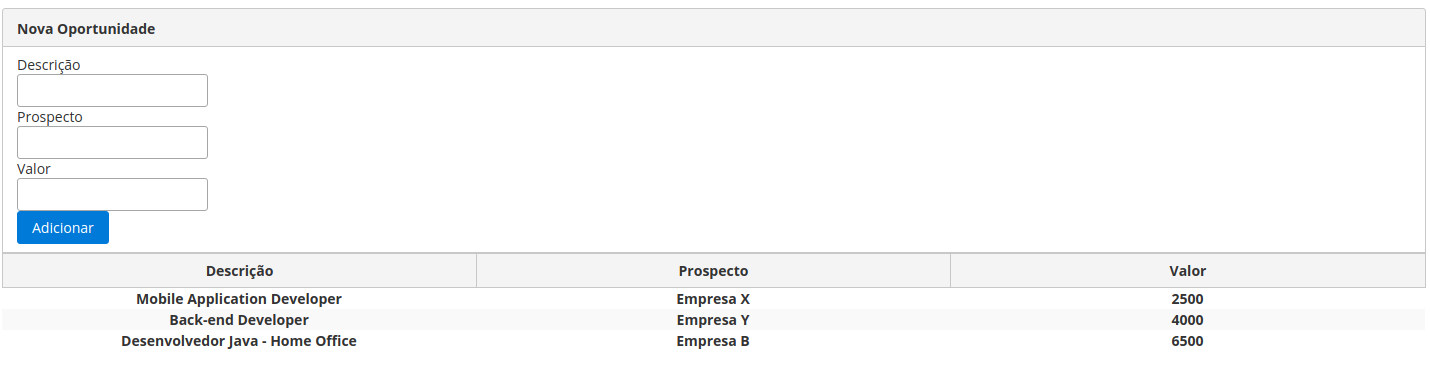 Nova Oportunidade
Descrição
Prospecto
Valor
Adicionar
Descrição Prospecto Valor
Mobile Application Developer Empresa X 2500
Back-end Developer Empresa Y 4000
Desenvolvedor Java - Home Office Empresa B 6500